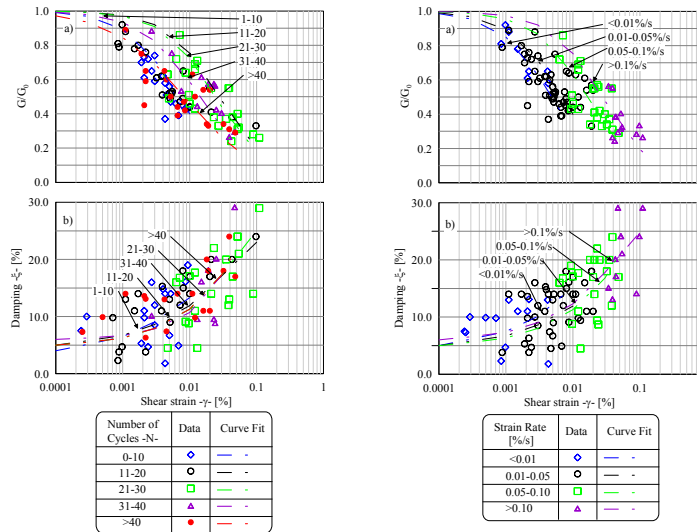 1.0
0.8
0.6
0.4
0.2
0.0
G/G0
a)
1-10
11-20
21-30
31-40
>40
30.0
20.0
10.0
0.0
Damping -ξ- [%]
b)
>40
21-30
31-40
11-20
1-10
0.0001
0.001
0.01
0.1
1
Shear strain -γ- [%]
Number of Cycles -N-
Data
Curve Fit
0-10
11-20
21-30
31-40
>40
1.0
0.8
0.6
0.4
0.2
0.0
G/G0
a)
<0.01%/s
0.01-0.05%/s
0.05-0.1%/s
>0.1%/s
30.0
20.0
10.0
0.0
Damping -ξ- [%]
b)
>0.1%/s
0.05-0.1%/s
0.01-0.05%/s
<0.01%/s
0.0001
0.001
0.01
0.1
1
Shear strain -γ- [%]
Strain Rate [%/s]
Data
Curve Fit
<0.01
0.01-0.05
0.05-0.10
>0.10